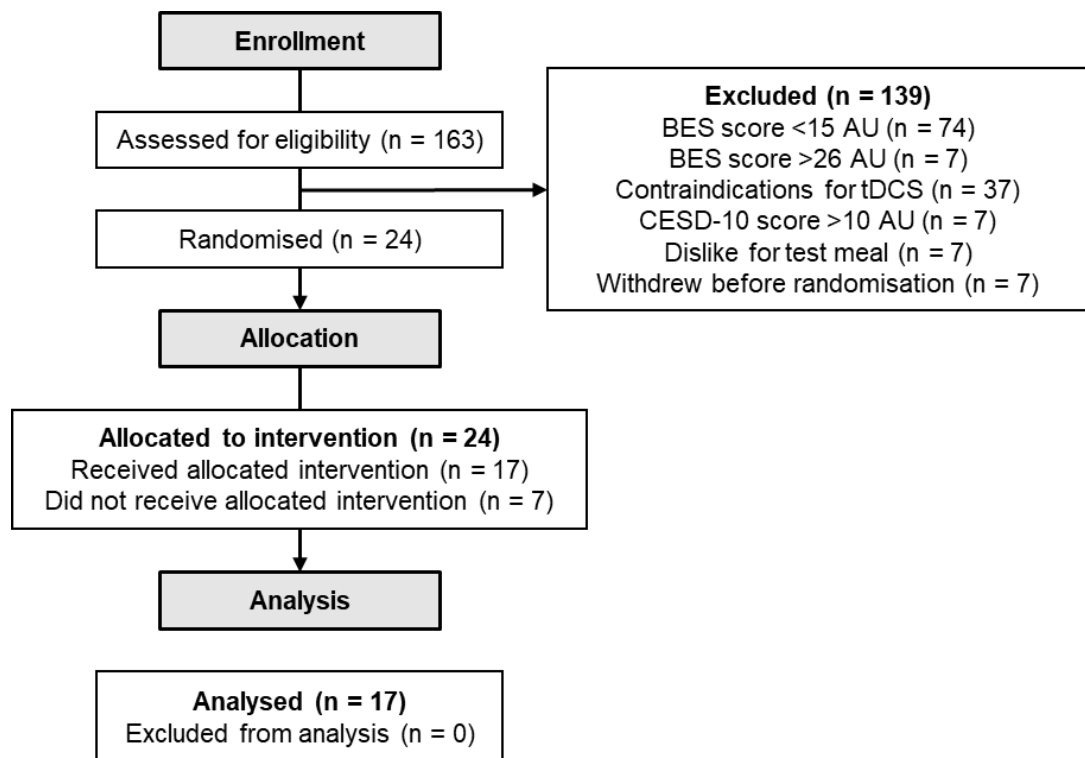 Enrollment
Assessed for eligibility (n = 163)
Excluded (n = 139)
BES score <15 AU (n = 74)
BES score >26 AU (n = 7)
Contraindications for tDCS (n = 37)
CESD-10 score >10 AU (n = 7)
Dislike for test meal (n = 7)
Withdrew before randomisation (n = 7)
Randomised (n = 24)
Allocation
Allocated to intervention (n = 24)
Received allocated intervention (n = 17)
Did not receive allocated intervention (n = 7)
Analysis
Analysed (n = 17)
Excluded from analysis (n = 0)